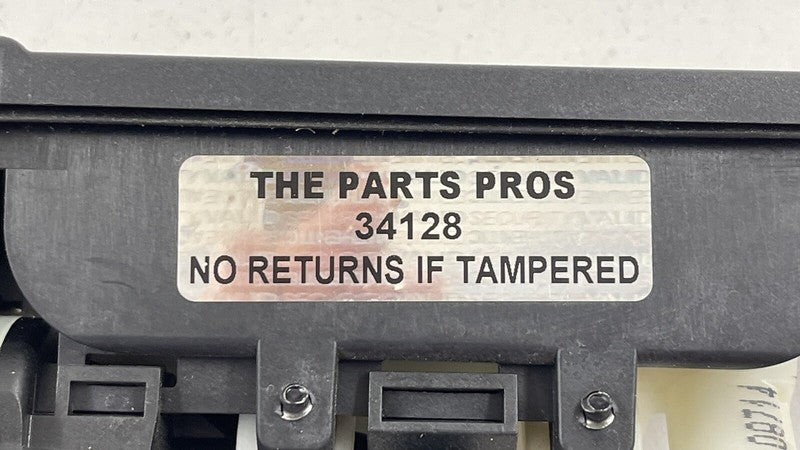 THE PARTS PROS
34128
NO RETURNS IF TAMPERED